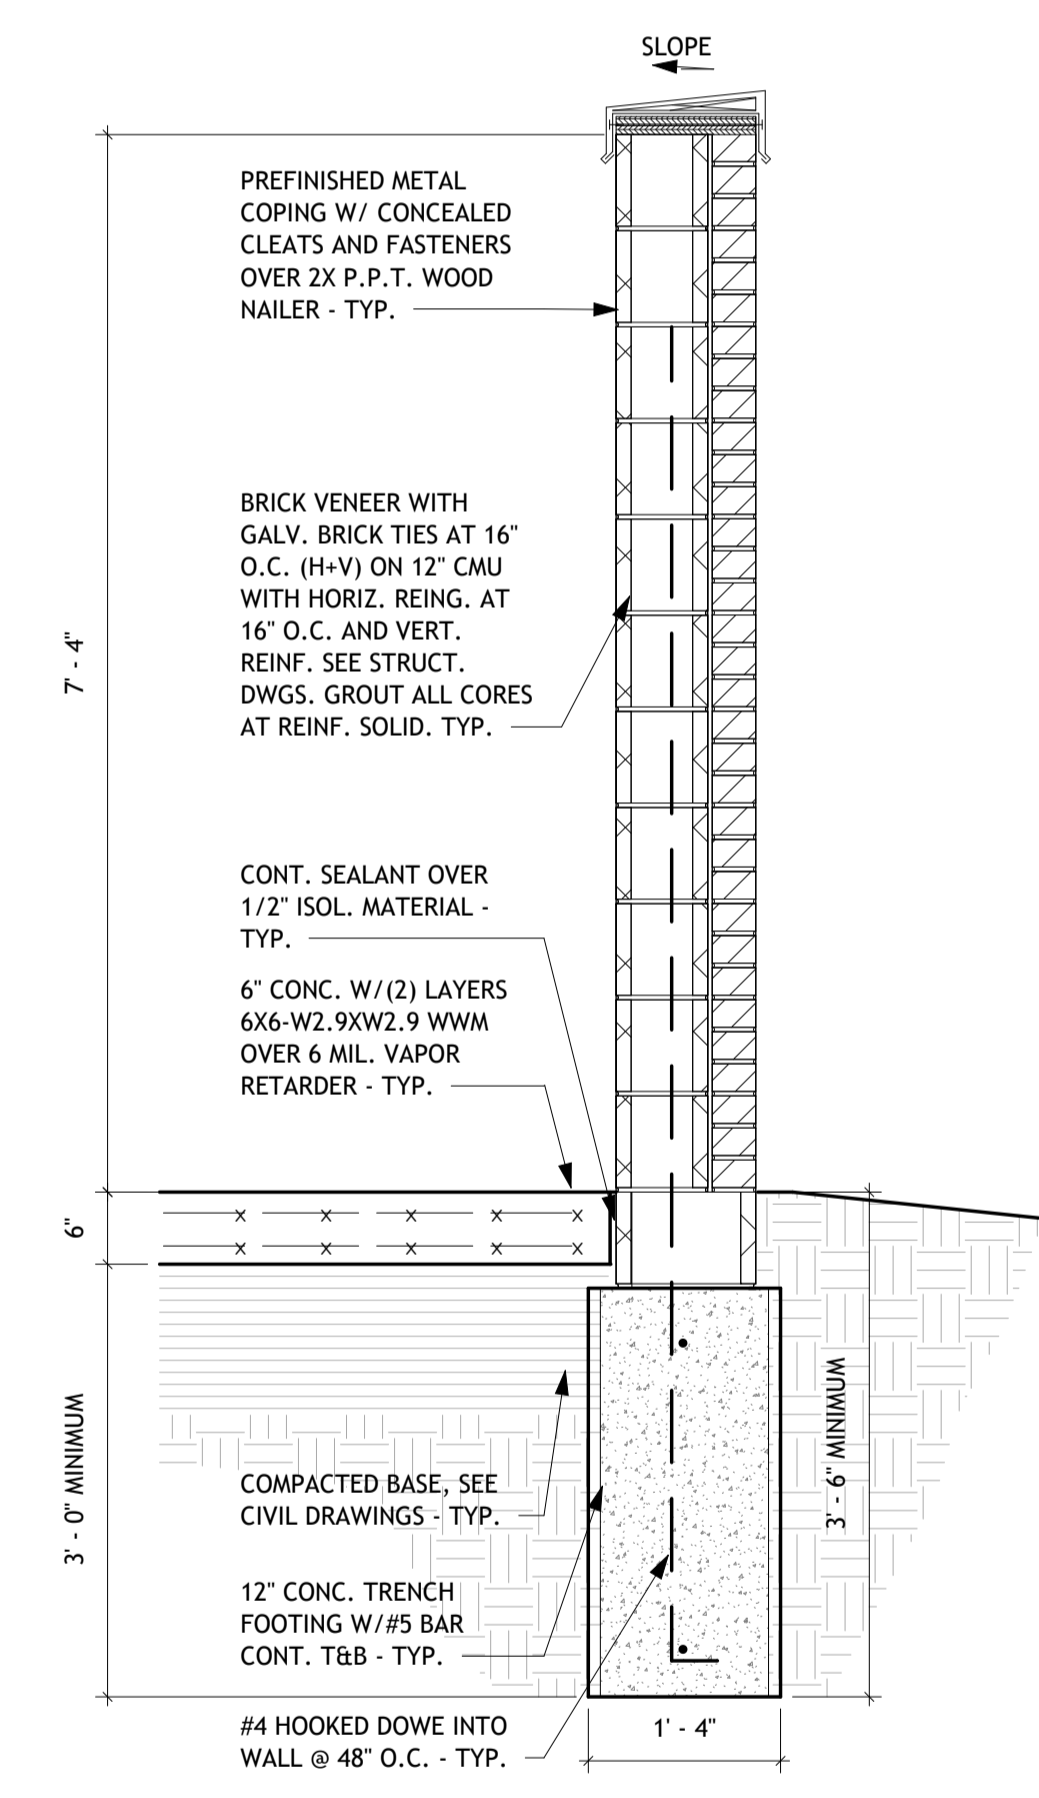 SLOPE
PREFINISHED METAL
COPING W/ CONCEALED
CLEATS AND FASTENERS
OVER 2X P.P.T. WOOD
NAILER - TYP.
BRICK VENEER WITH
GALV. BRICK TIES AT 16"
O.C. (H+V) ON 12" CMU
WITH HORIZ. REING. AT
16" O.C. AND VERT.
REINF. SEE STRUCT.
DWGS. GROUT ALL CORES
AT REINF. SOLID. TYP.
7' - 4"
CONT. SEALANT OVER
1/2" ISOL. MATERIAL -
TYP.
6" CONC. W/(2) LAYERS
6X6-W2.9XW2.9 WWM
OVER 6 MIL. VAPOR
RETARDER - TYP.
6"
3' - 0" MINIMUM
3' - 6" MINIMUM
COMPACTED BASE, SEE
CIVIL DRAWINGS - TYP.
12" CONC. TRENCH
FOOTING W/#5 BAR
CONT. T&B - TYP.
#4 HOOKED DOWE INTO
WALL @ 48" O.C. - TYP.
1' - 4"